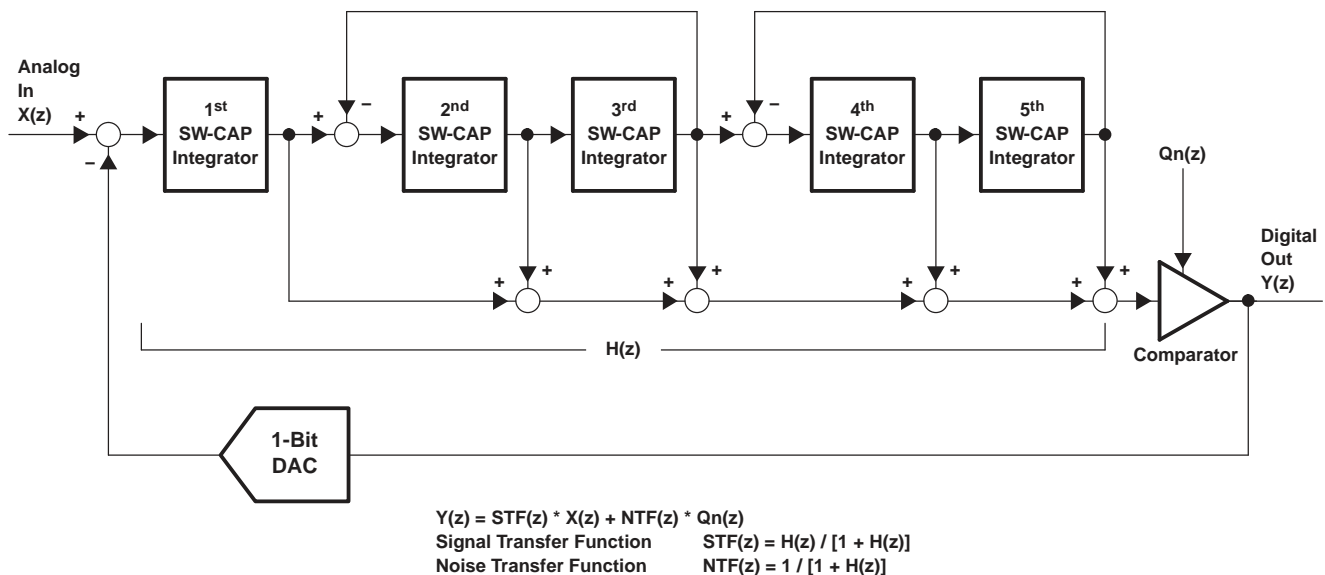 Analog
In
X(z)
+
−
1st
SW-CAP
Integrator
+
−
2nd
SW-CAP
Integrator
3rd
SW-CAP
Integrator
+
−
4th
SW-CAP
Integrator
5th
SW-CAP
Integrator
Qn(z)
Digital
Out
Y(z)
+
+
+
+
+
+
+
+
Comparator
H(z)
1-Bit
DAC
Y(z) = STF(z) * X(z) + NTF(z) * Qn(z)
Signal Transfer Function STF(z) = H(z) / [1 + H(z)]
Noise Transfer Function NTF(z) = 1 / [1 + H(z)]